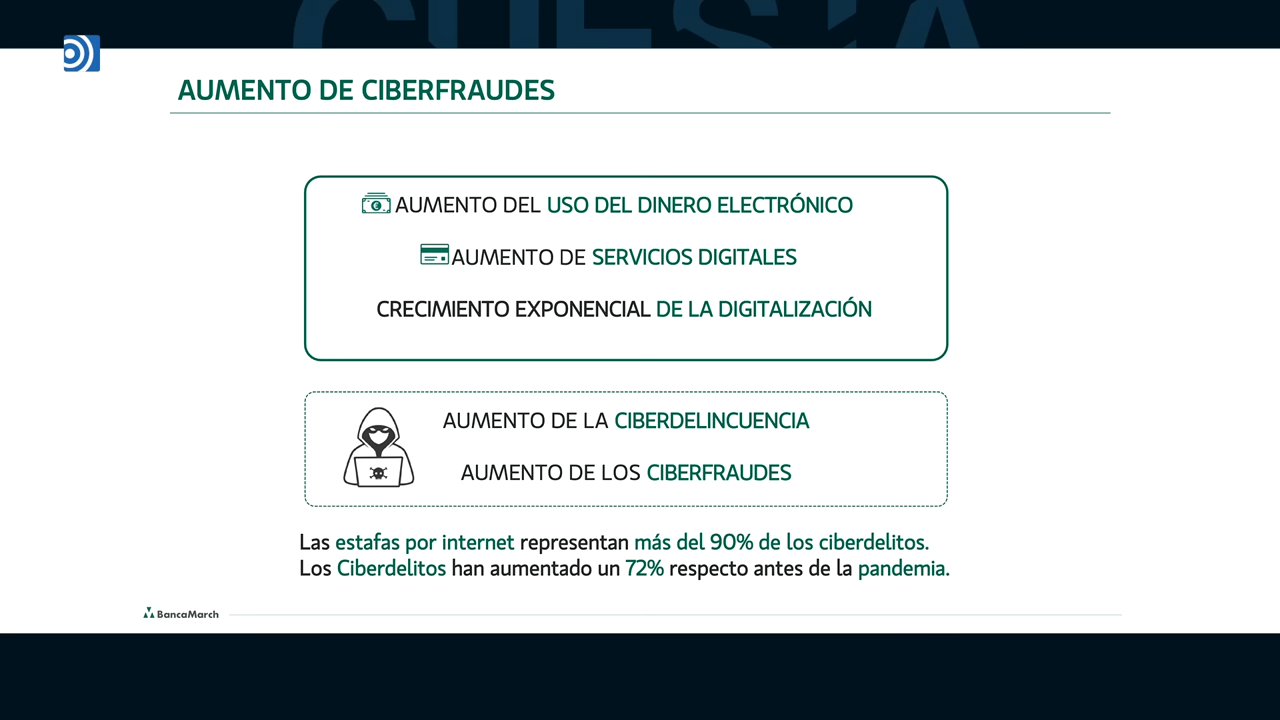 CUESTA
AUMENTO DE CIBERFRAUDES
AUMENTO DEL USO DEL DINERO ELECTRÓNICO
AUMENTO DE SERVICIOS DIGITALES
CRECIMIENTO EXPONENCIAL DE LA DIGITALIZACIÓN
AUMENTO DE LA CIBERDELINCUENCIA
AUMENTO DE LOS CIBERFRAUDES
Las estafas por internet representan más del 90% de los ciberdelitos.
Los Ciberdelitos han aumentado un 72% respecto antes de la pandemia.
BancaMarch